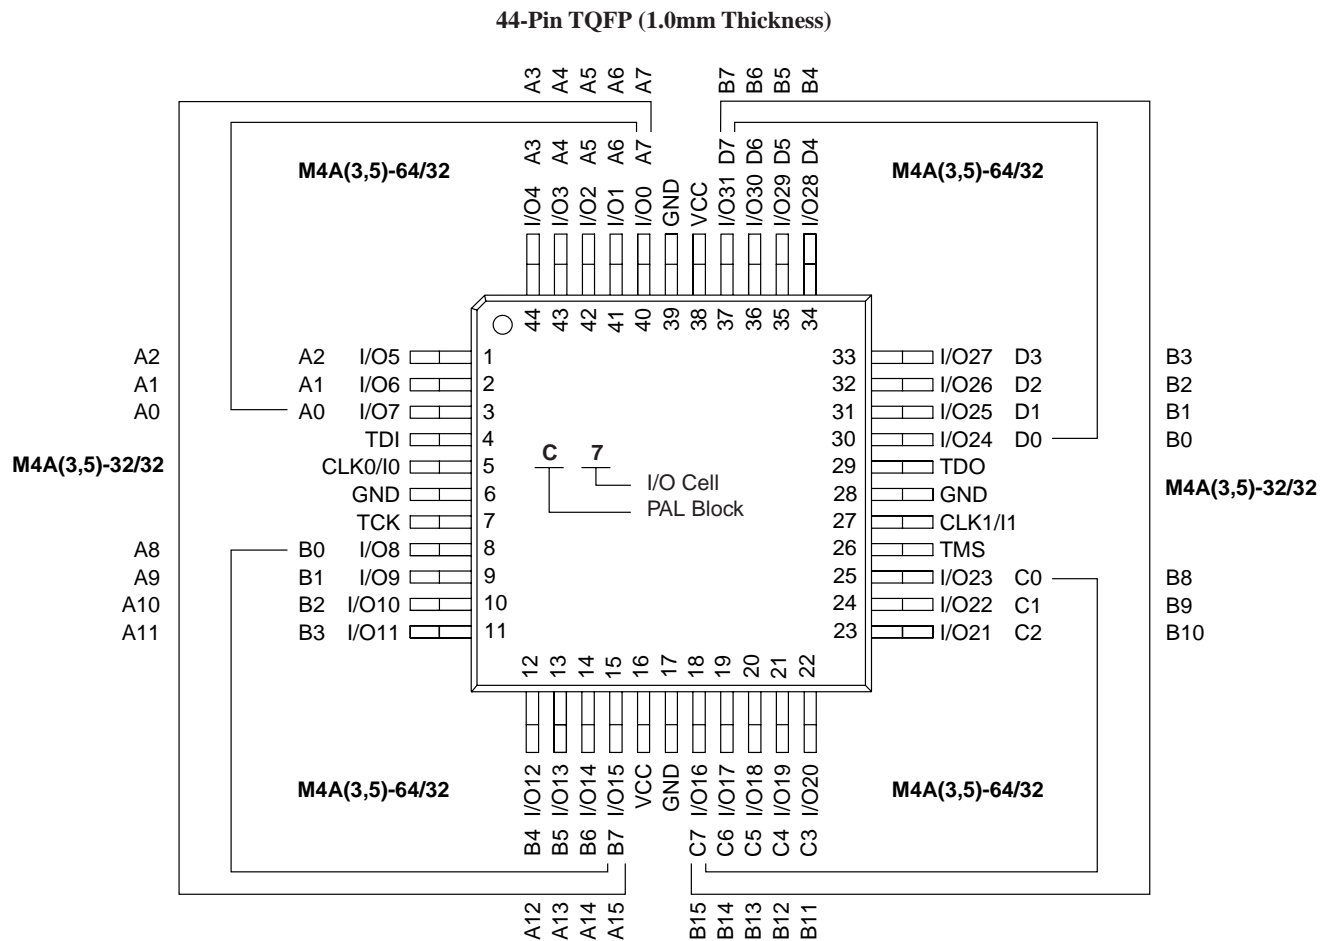 44-Pin TQFP (1.0mm Thickness)
A3 A4 A5 A6 A7 B7 B6 B5 B4
A3 A4 A5 A6 A7 D7 D6 D5 D4
M4A(3,5)-64/32 M4A(3,5)-64/32
I/O4 I/O3 I/O2 I/O1 I/O0 GND VCC I/O31 I/O30 I/O29 I/O28
44 43 42 41 40 39 38 37 36 35 34
A2 A2 I/O5 1 33 I/O27 D3 B3
A1 A1 I/O6 2 32 I/O26 D2 B2
A0 A0 I/O7 3 31 I/O25 D1 B1
TDI 4 30 I/O24 D0 B0
M4A(3,5)-32/32 CLK0/I0 5 C 7 29 TDO
GND 6 I/O Cell 28 GND M4A(3,5)-32/32
TCK 7 PAL Block 27 CLK1/I1
A8 B0 I/O8 8 26 TMS
A9 B1 I/O9 9 25 I/O23 C0 B8
A10 B2 I/O10 10 24 I/O22 C1 B9
A11 B3 I/O11 11 23 I/O21 C2 B10
12 13 14 15 16 17 18 19 20 21 22
I/O12 I/O13 I/O14 I/O15 VCC GND I/O16 I/O17 I/O18 I/O19 I/O20
M4A(3,5)-64/32 M4A(3,5)-64/32
B4 B5 B6 B7 C7 C6 C5 C4 C3
A12 A13 A14 A15 B15 B14 B13 B12 B11